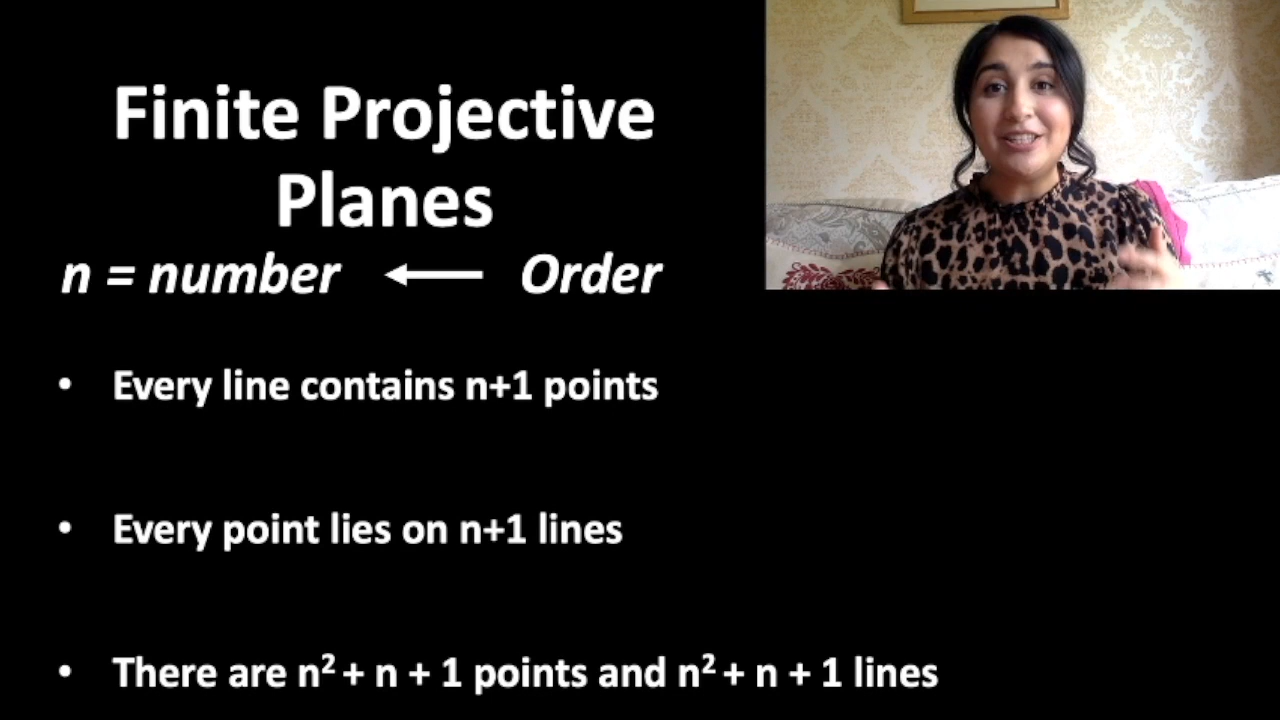 Finite Projective
Planes
n = number ← Order
• Every line contains n+1 points
• Every point lies on n+1 lines
• There are n² + n + 1 points and n² + n + 1 lines